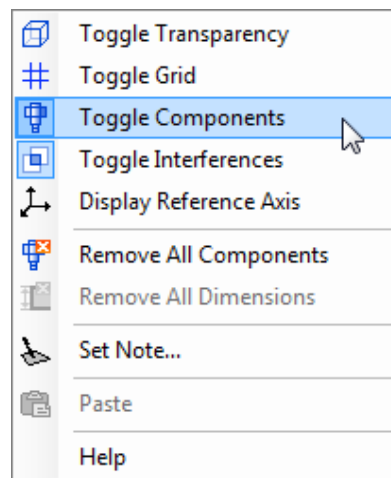 Toggle Transparency
Toggle Grid
Toggle Components
Toggle Interferences
Display Reference Axis
Remove All Components
Remove All Dimensions
Set Note...
Paste
Help